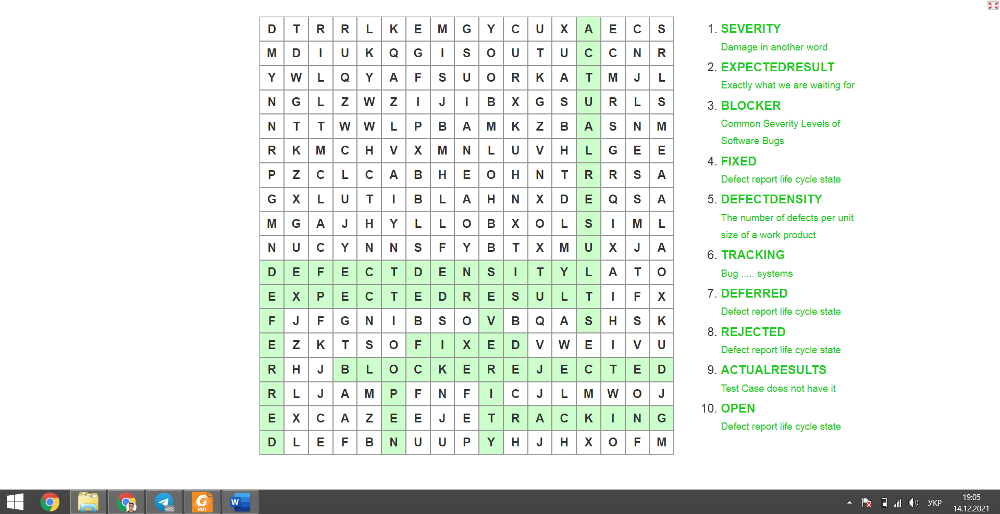 D T R R L K E M G Y C U X A E C S
M D I U K Q G I S O U T U C C N R
Y W L Q Y A F S U O R K A T M J L
N G L Z W Z I J I B X G S U R L S
N T T W W L P B A M K Z B A S N M
R K M C H V X M N L U V H L G E E
P Z C L C A B H E O H N T R R S A
G X L U T I B L A H N X D E Q S A
M G A J H Y L L O B X O L S I M L
N U C Y N N S F Y B T X M U X J A
D E F E C T D E N S I T Y L A T O
E X P E C T E D R E S U L T I F X
F J F G N I B S O V B Q A S H S K
E Z K T S O F I X E D V W E I V U
R H J B L O C K E R E J E C T E D
R L J A M P F N F I C J L M W O J
E X C A Z E E J E T R A C K I N G
D L E F B N U U P Y H J H X O F M
1. SEVERITY
Damage in another word
2. EXPECTEDRESULT
Exactly what we are waiting for
3. BLOCKER
Common Severity Levels of
Software Bugs
4. FIXED
Defect report life cycle state
5. DEFECTDENSITY
The number of defects per unit
size of a work product
6. TRACKING
Bug ..... systems
7. DEFERRED
Defect report life cycle state
8. REJECTED
Defect report life cycle state
9. ACTUALRESULTS
Test Case does not have it
10. OPEN
Defect report life cycle state
486
PDF
W
УКР
19:05
14.12.2021